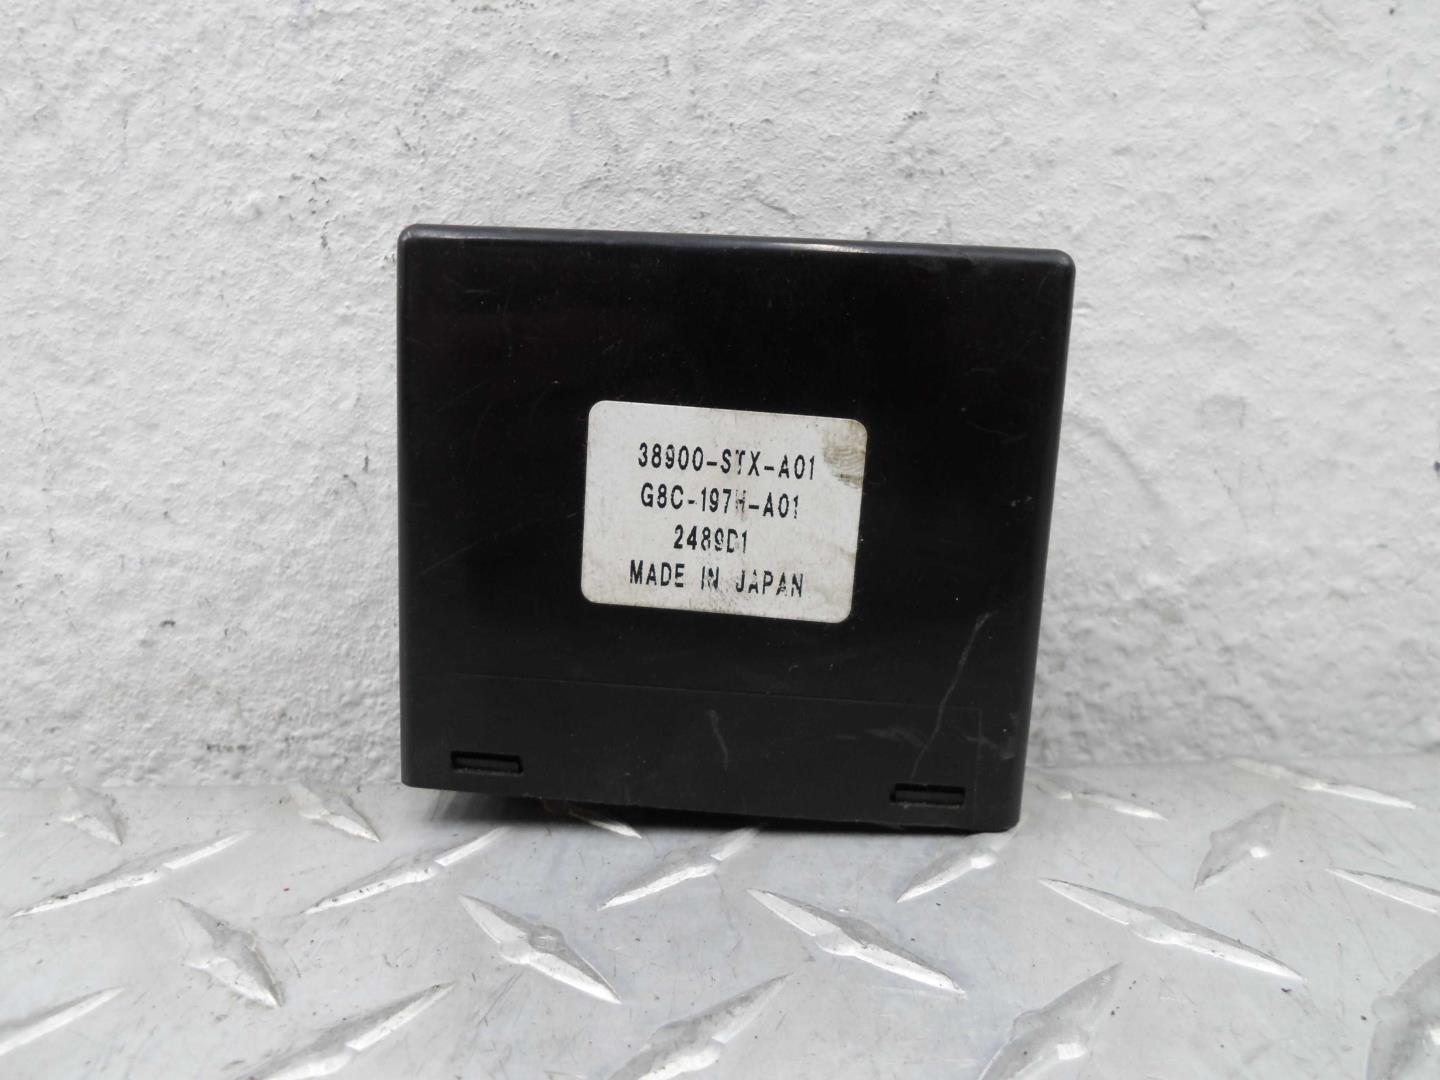 38900-STX-A01
G8C-197H-A01
2489D1
MADE IN JAPAN